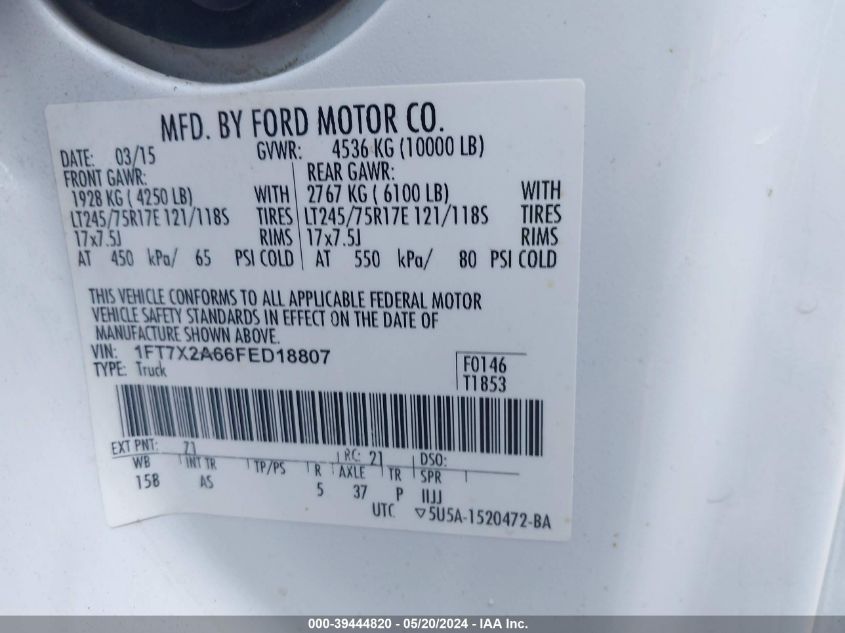 MFD. BY FORD MOTOR CO.
DATE: 03/15 GVWR: 4536 KG (10000 LB)
FRONT GAWR: REAR GAWR:
1928 KG ( 4250 LB) WITH 2767 KG ( 6100 LB) WITH
LT245/75R17E 121/118S TIRES LT245/75R17E 121/118S TIRES
17x7.5J RIMS 17x7.5J RIMS
AT 450 kPa/ 65 PSI COLD AT 550 kPa/ 80 PSI COLD
THIS VEHICLE CONFORMS TO ALL APPLICABLE FEDERAL MOTOR
VEHICLE SAFETY STANDARDS IN EFFECT ON THE DATE OF
MANUFACTURE SHOWN ABOVE.
VIN: 1FT7X2A66FED18807 F0146
TYPE: Truck T1853
EXT PNT: Z1 RC: 21 DSO:
WB INT TR TP/PS R AXLE TR SPR
158 AS 5 37 P IIJJ
UTC ▽5U5A-1520472-BA
000-39444820 - 05/20/2024 - IAA Inc.